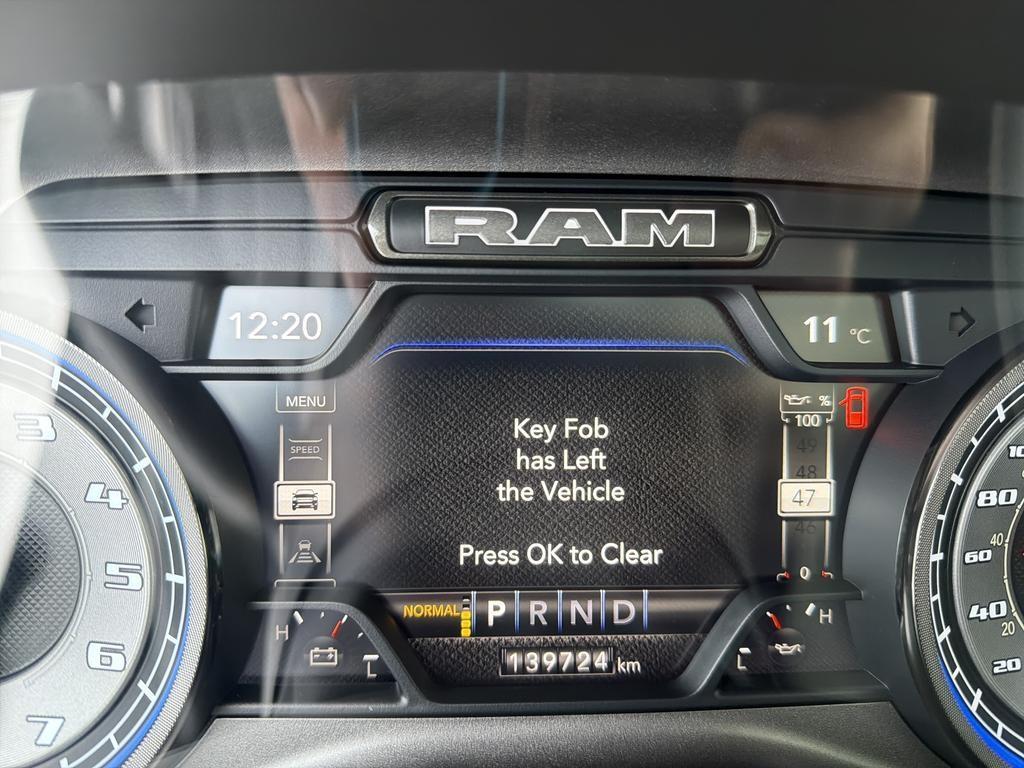 RAM
12:20
11 °C
MENU
% 
100
SPEED
49
48
47
46
0
Key Fob
has Left
the Vehicle
Press OK to Clear
NORMAL P R N D
H
L
H
L
139724 km
3
4
5
6
7
80
60
40
40
20
20